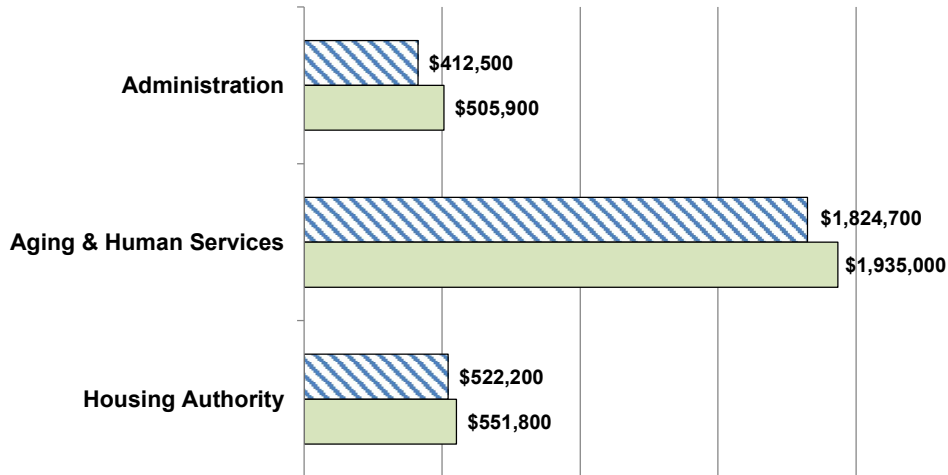 Administration
$412,500
$505,900
Aging & Human Services
$1,824,700
$1,935,000
Housing Authority
$522,200
$551,800